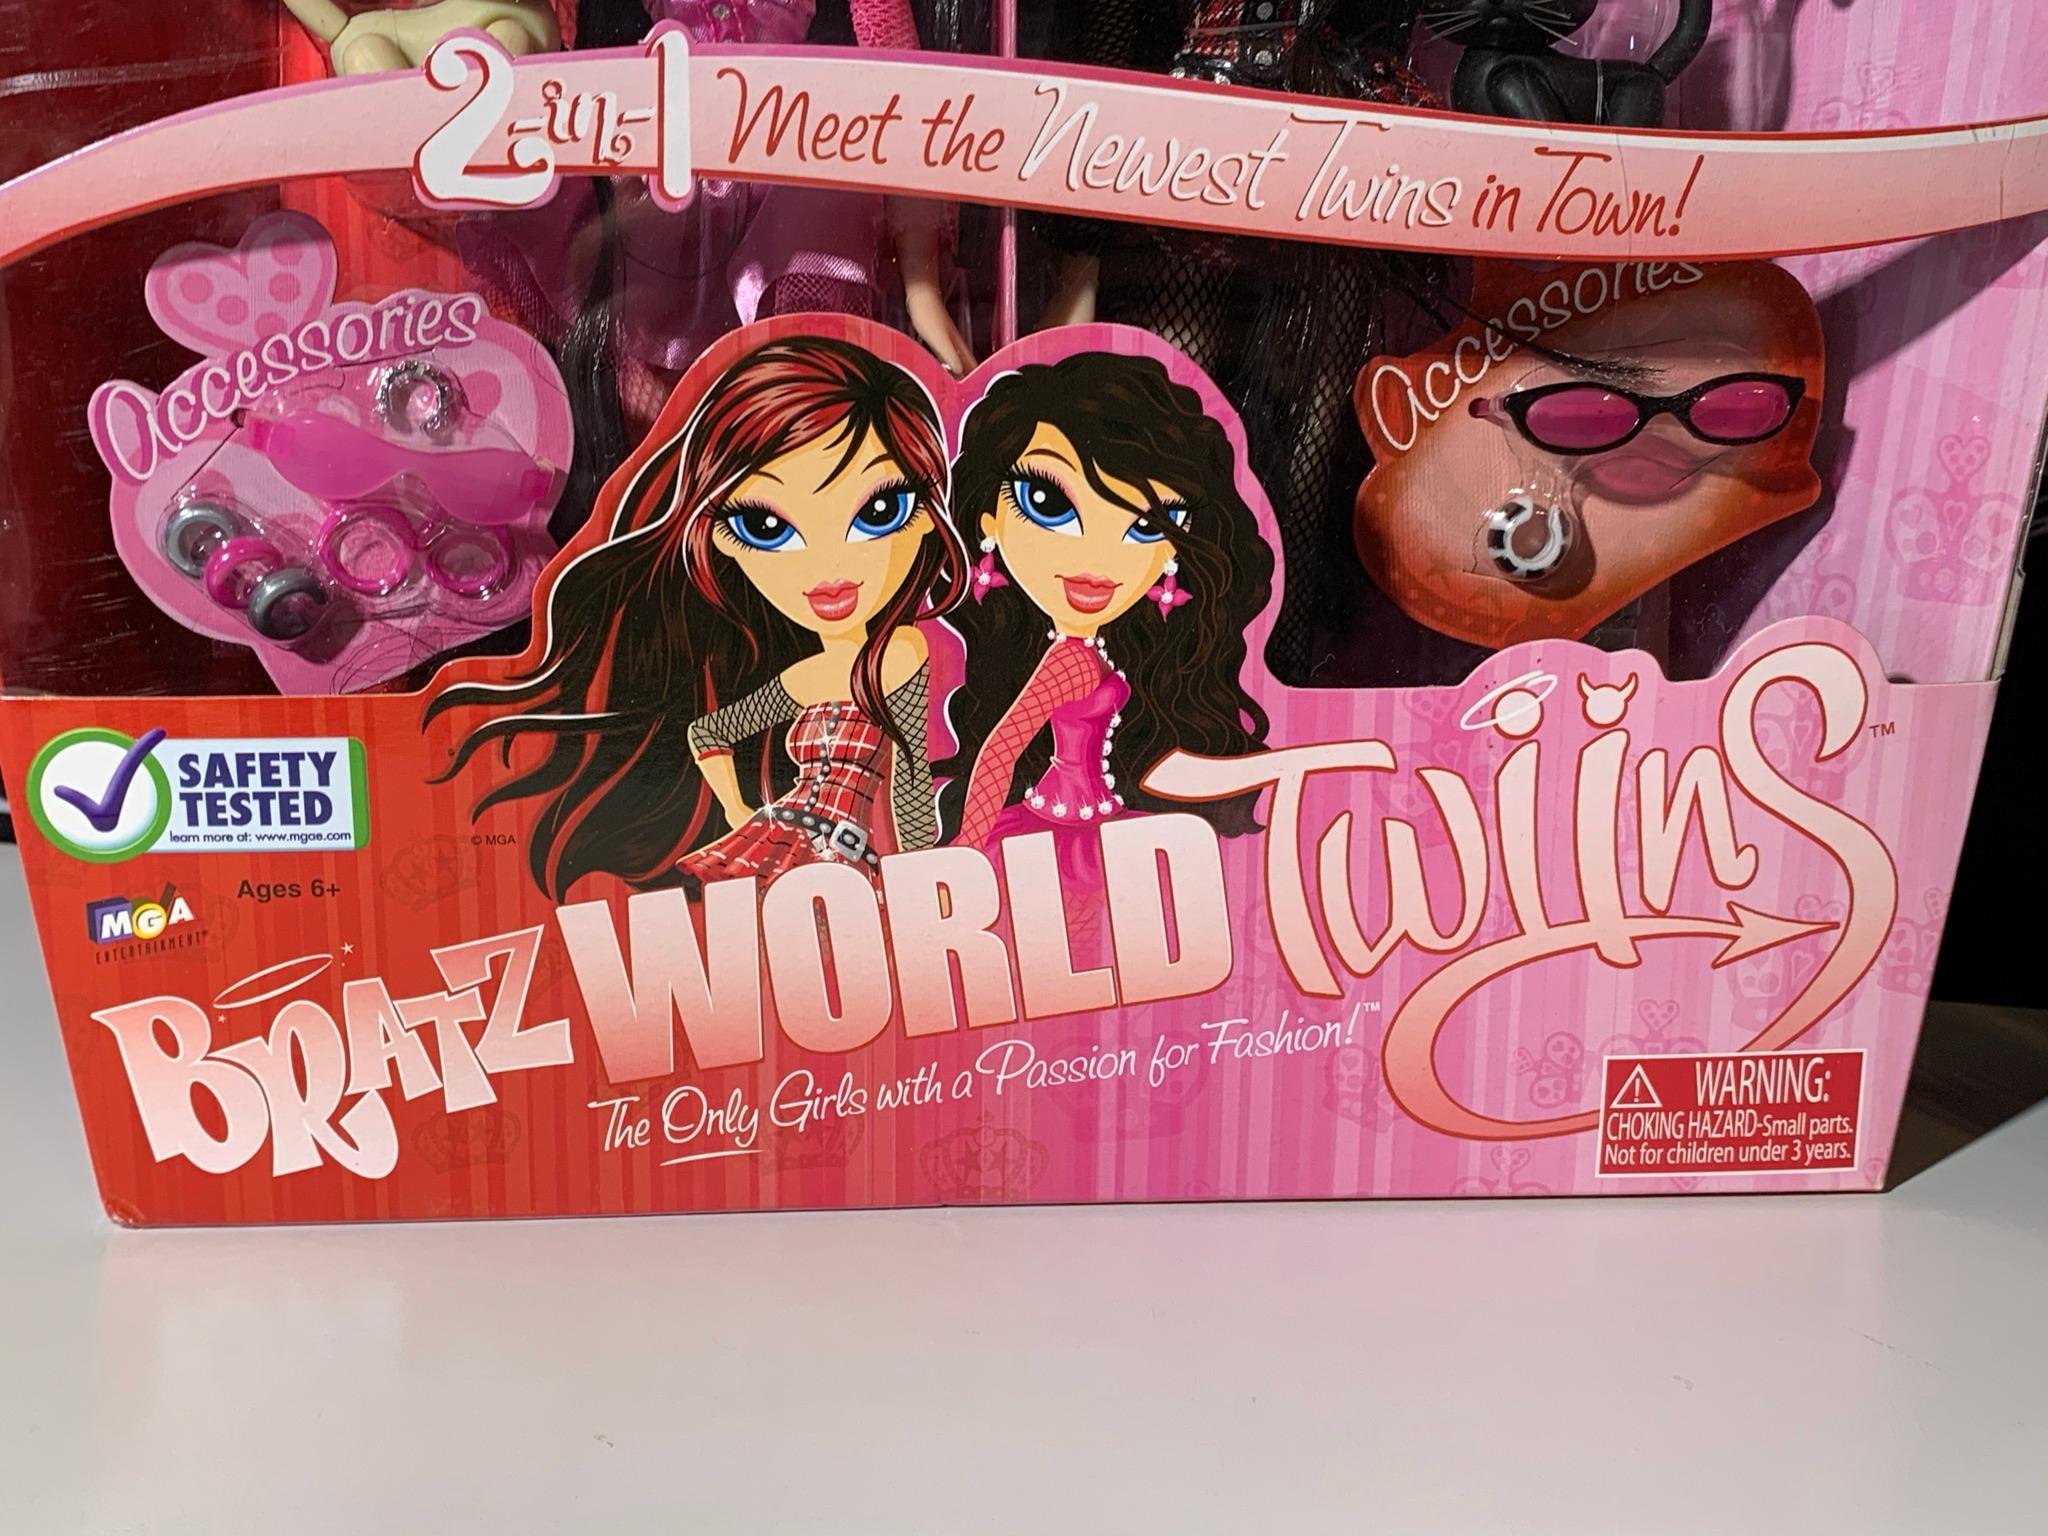 2-in-1 Meet the Newest Twins in Town!
Accessories
Accessories
SAFETY
TESTED
learn more at: www.mgae.com
© MGA
Ages 6+
MGA
ENTERTAINMENT®
BRATZ WORLD Twiins™
The Only Girls with a Passion for Fashion!™
WARNING:
CHOKING HAZARD-Small parts.
Not for children under 3 years.